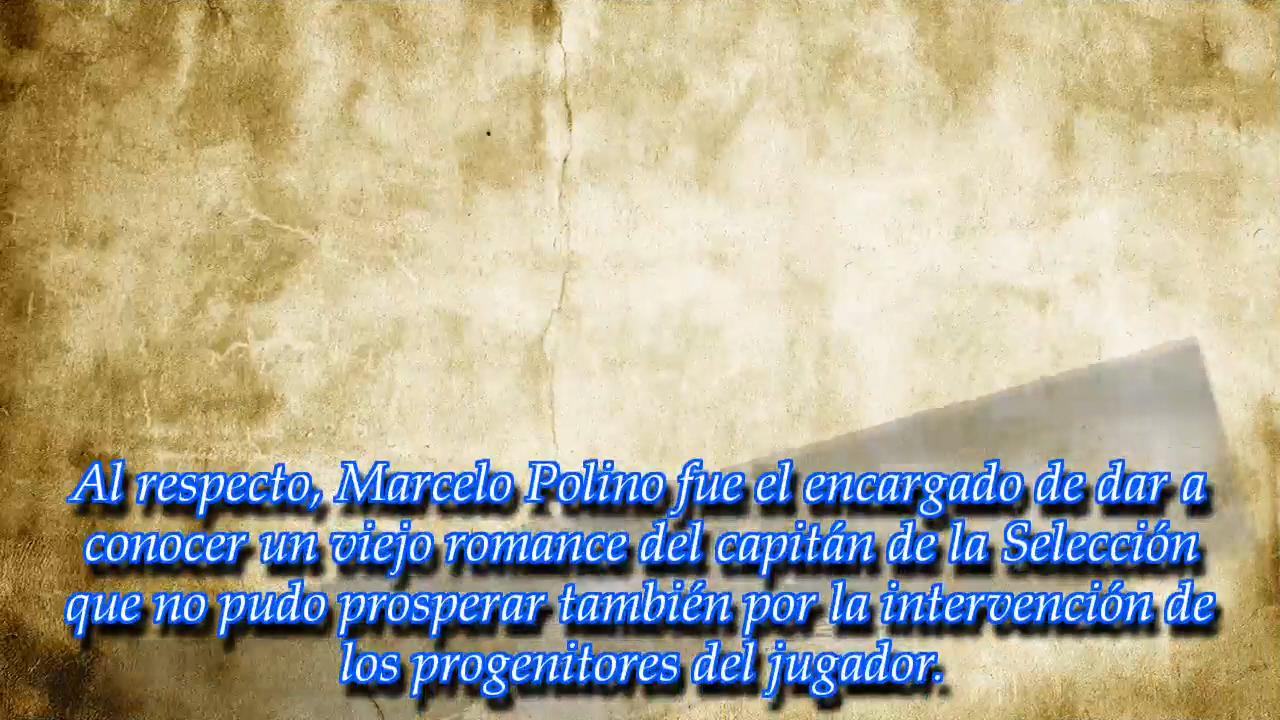 Al respecto, Marcelo Polino fue el encargado de dar a
conocer un viejo romance del capitán de la Selección
que no pudo prosperar también por la intervención de
los progenitores del jugador.